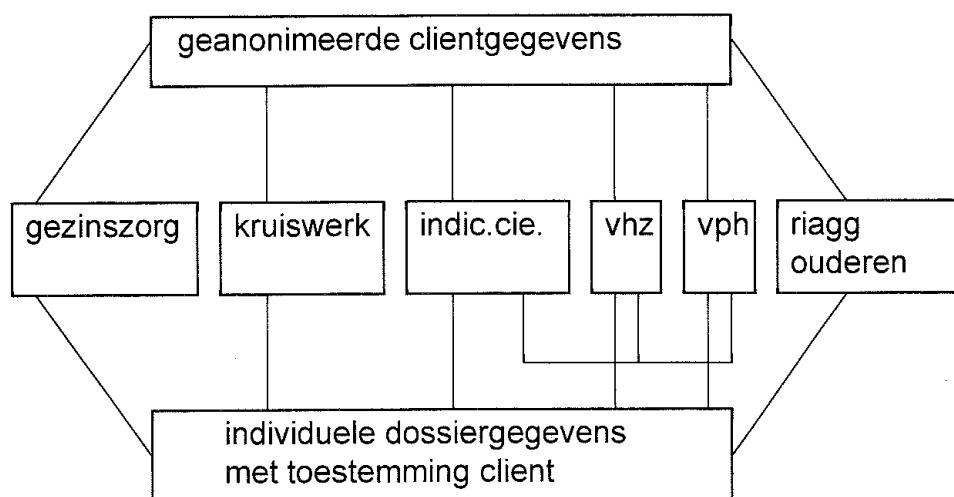 geanonimeerde clientgegevens
gezinszorg
kruiswerk
indic.cie.
vhz
vph
riagg
ouderen
individuele dossiergegevens
met toestemming client